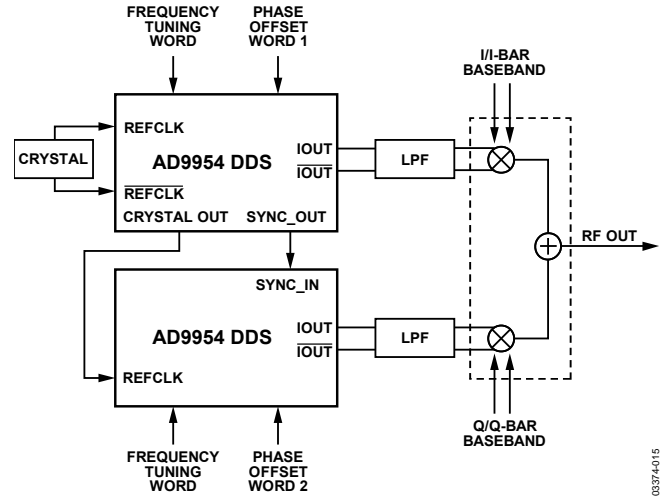 FREQUENCY
TUNING
WORD
PHASE
OFFSET
WORD 1
I/I-BAR
BASEBAND
CRYSTAL
REFCLK
AD9954 DDS
REFCLK
IOUT
IOUT
CRYSTAL OUT
SYNC_OUT
LPF
RF OUT
SYNC_IN
AD9954 DDS
IOUT
IOUT
REFCLK
LPF
FREQUENCY
TUNING
WORD
PHASE
OFFSET
WORD 2
Q/Q-BAR
BASEBAND
03374-015